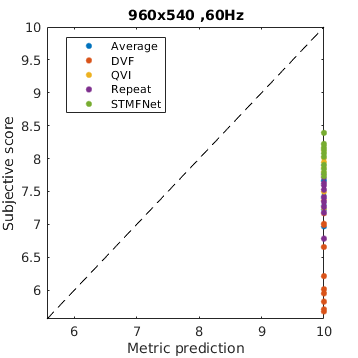 960x540 ,60Hz
Average
DVF
QVI
Repeat
STMFNet
Subjective score
10
9.5
9
8.5
8
7.5
7
6.5
6
6
7
8
9
10
Metric prediction